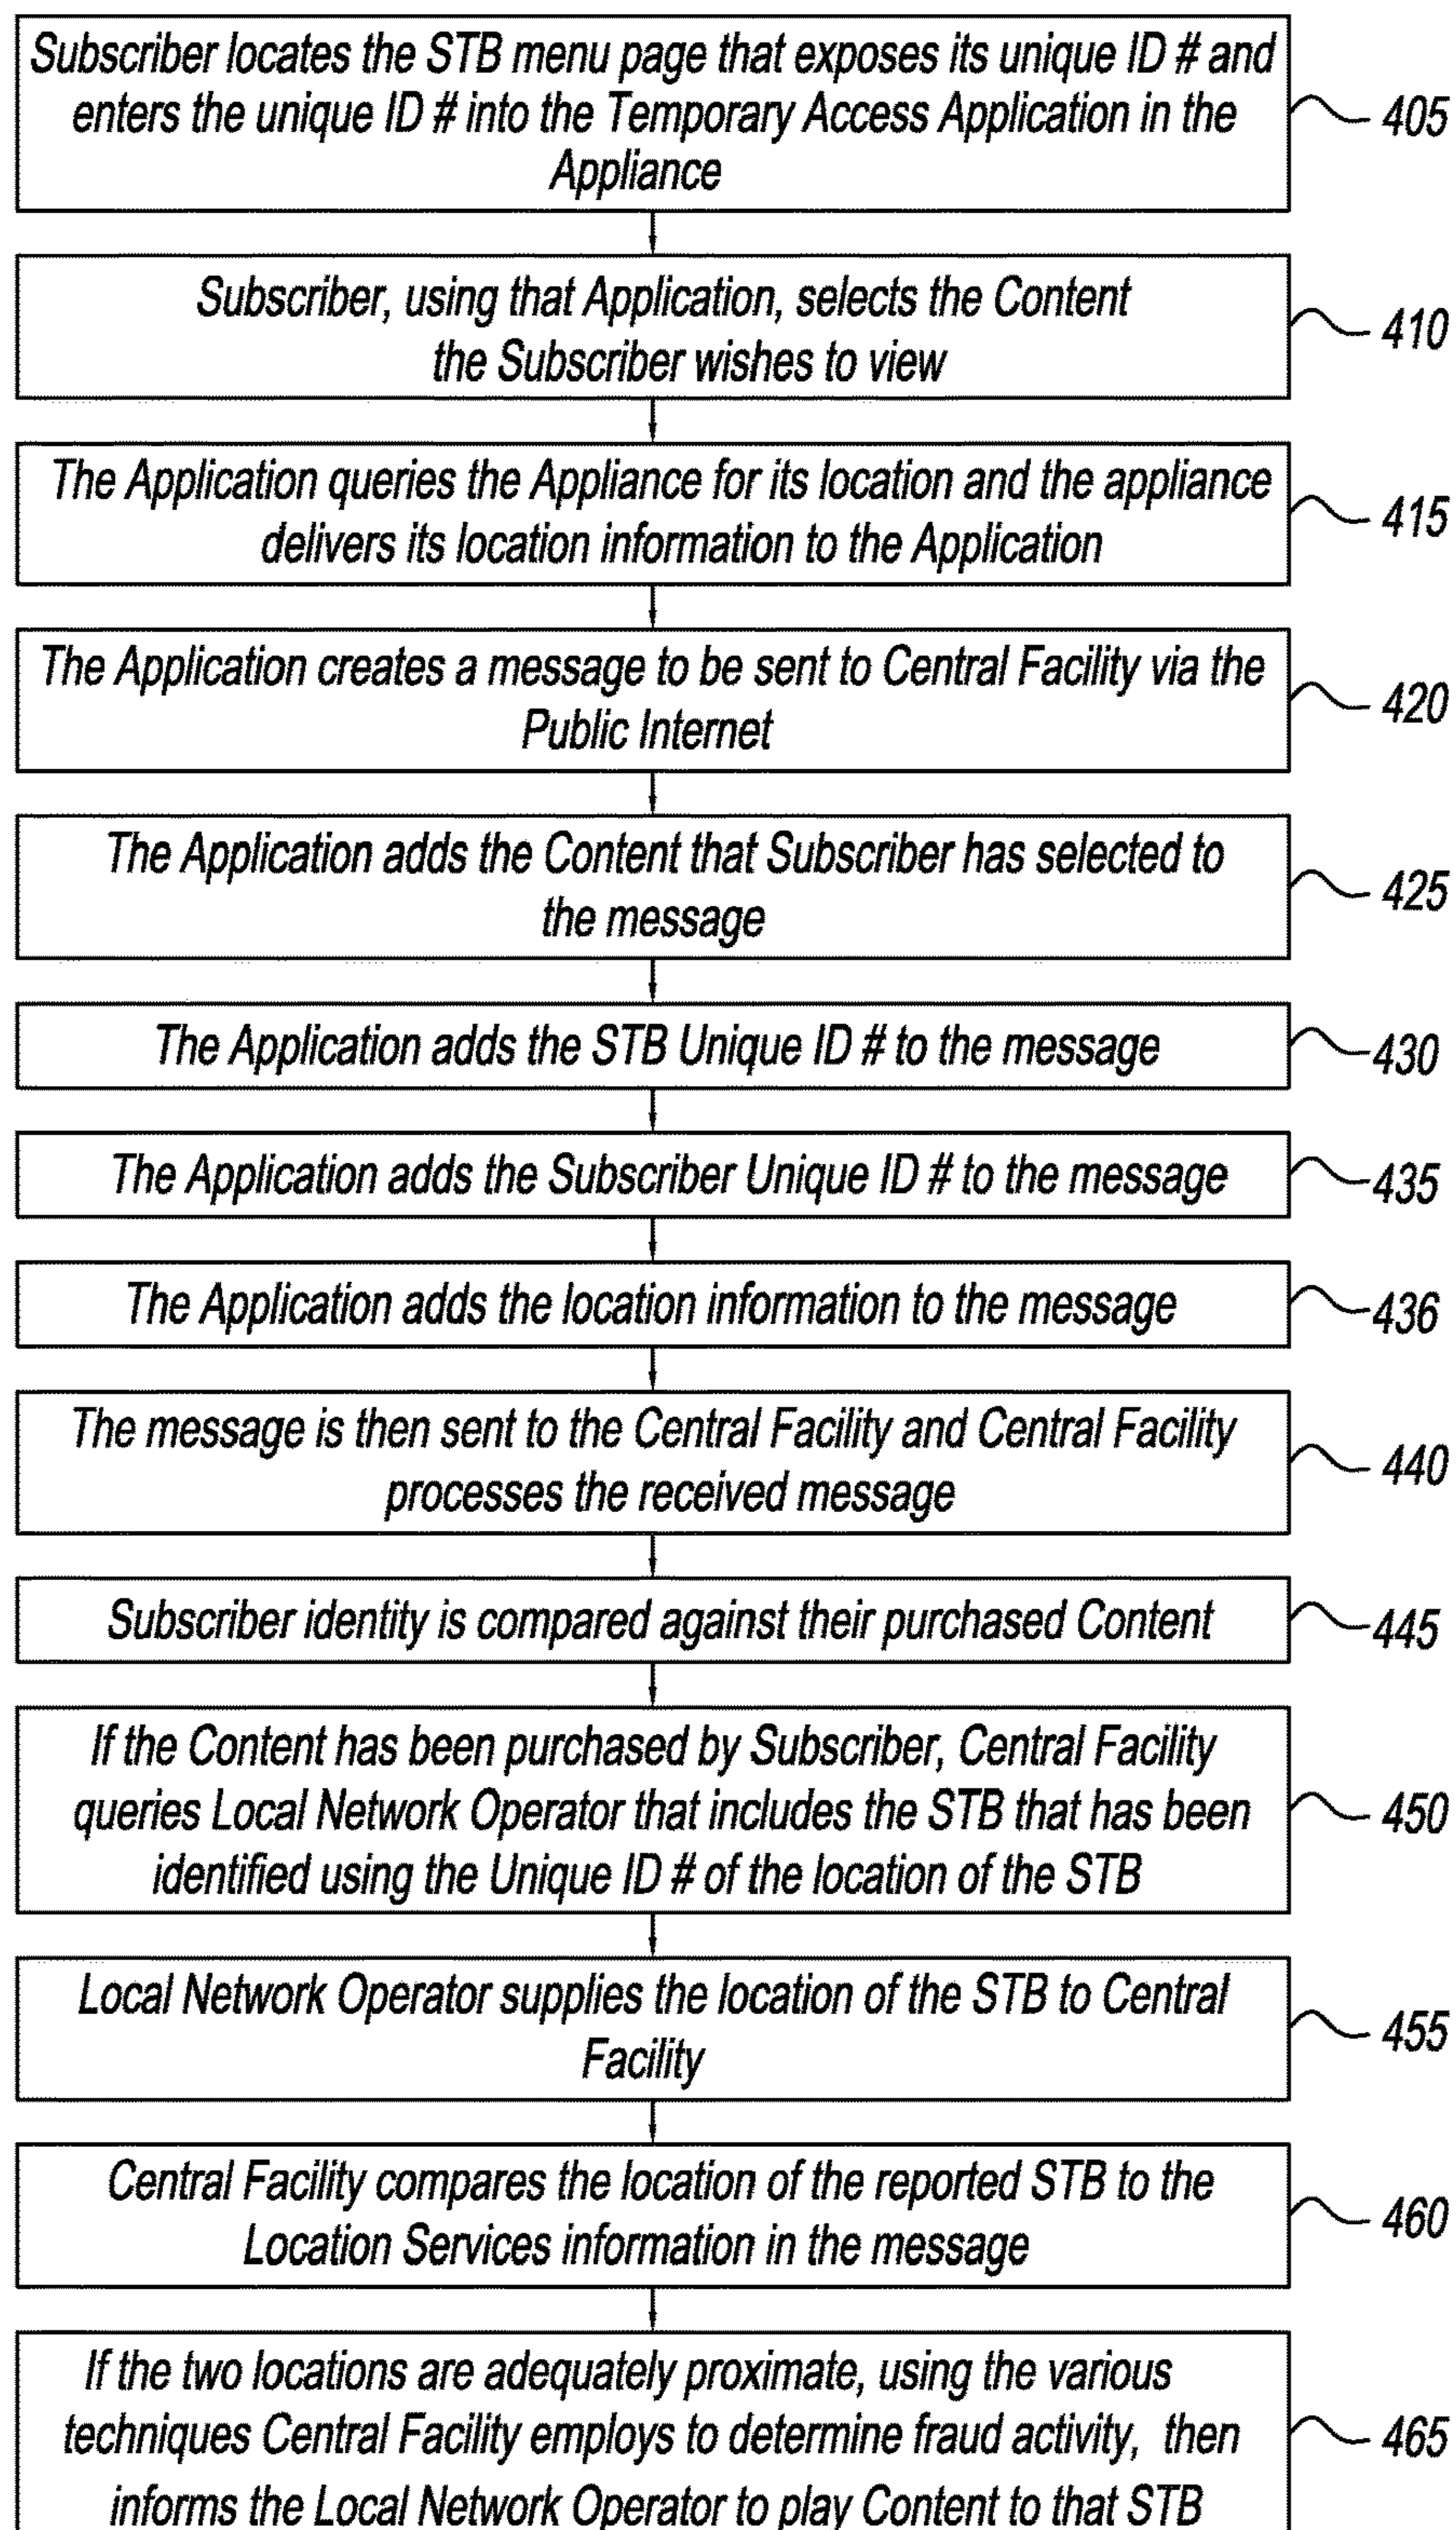 Subscriber locates the STB menu page that exposes its unique ID # and
enters the unique ID # into the Temporary Access Application in the
Appliance
405
Subscriber, using that Application, selects the Content
the Subscriber wishes to view
410
The Application queries the Appliance for its location and the appliance
delivers its location information to the Application
415
The Application creates a message to be sent to Central Facility via the
Public Internet
420
The Application adds the Content that Subscriber has selected to
the message
425
The Application adds the STB Unique ID # to the message
430
The Application adds the Subscriber Unique ID # to the message
435
The Application adds the location information to the message
436
The message is then sent to the Central Facility and Central Facility
processes the received message
440
Subscriber identity is compared against their purchased Content
445
If the Content has been purchased by Subscriber, Central Facility
queries Local Network Operator that includes the STB that has been
identified using the Unique ID # of the location of the STB
450
Local Network Operator supplies the location of the STB to Central
Facility
455
Central Facility compares the location of the reported STB to the
Location Services information in the message
460
If the two locations are adequately proximate, using the various
techniques Central Facility employs to determine fraud activity, then
informs the Local Network Operator to play Content to that STB
465